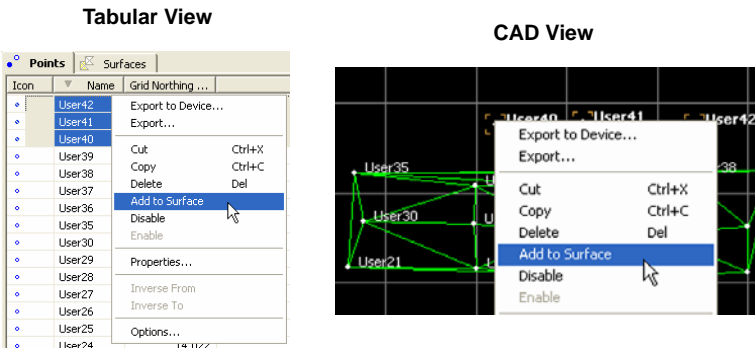 Tabular View
Points Surfaces
Icon Name Grid Northing ...
User42
User41
User40
User39
User38
User37
User36
User35
User30
User29
User28
User27
User26
User25
User24
Export to Device...
Export...
Cut Ctrl+X
Copy Ctrl+C
Delete Del
Add to Surface
Disable
Enable
Properties...
Inverse From
Inverse To
Options...
CAD View
User40 User41 User42
User35
User30
User21
38
Export to Device...
Export...
Cut Ctrl+X
Copy Ctrl+C
Delete Del
Add to Surface
Disable
Enable